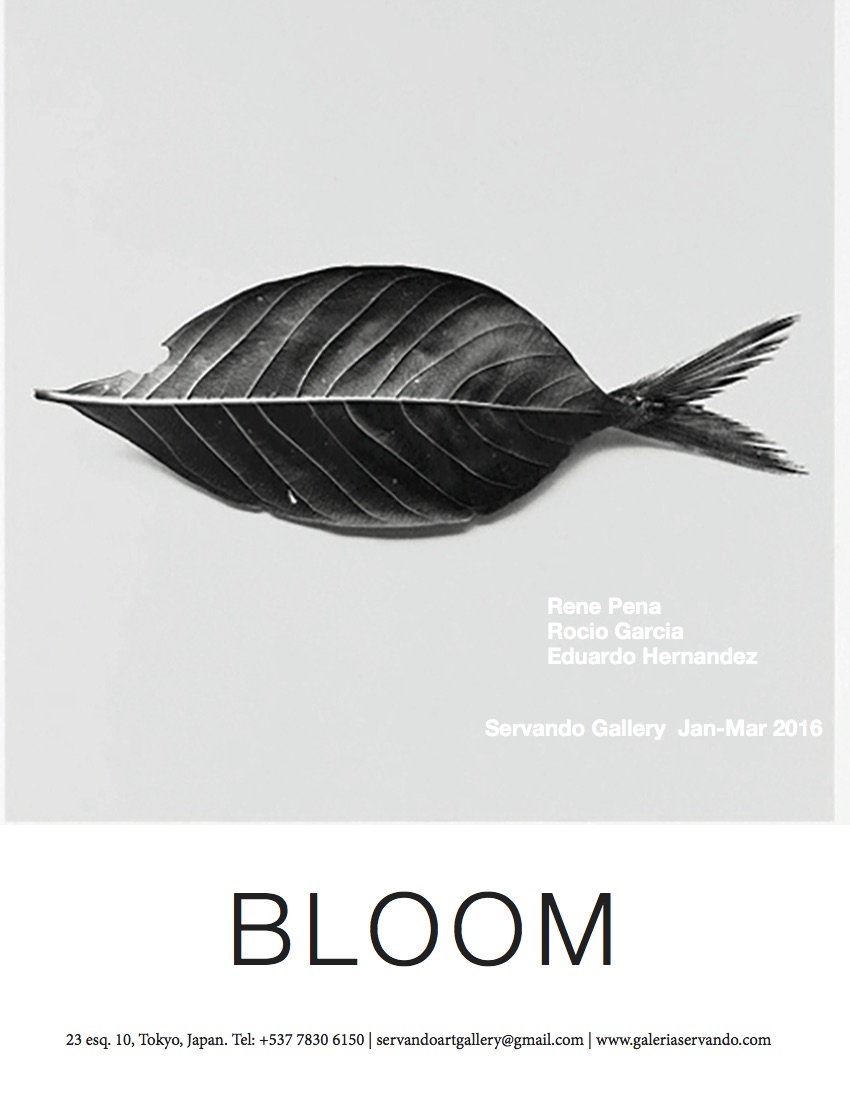 Rene Pena
Rocio Garcia
Eduardo Hernandez
Servando Gallery  Jan-Mar 2016
BLOOM
23 esq. 10, Tokyo, Japan. Tel: +537 7830 6150 | servandoartgallery@gmail.com | www.galeriaservando.com